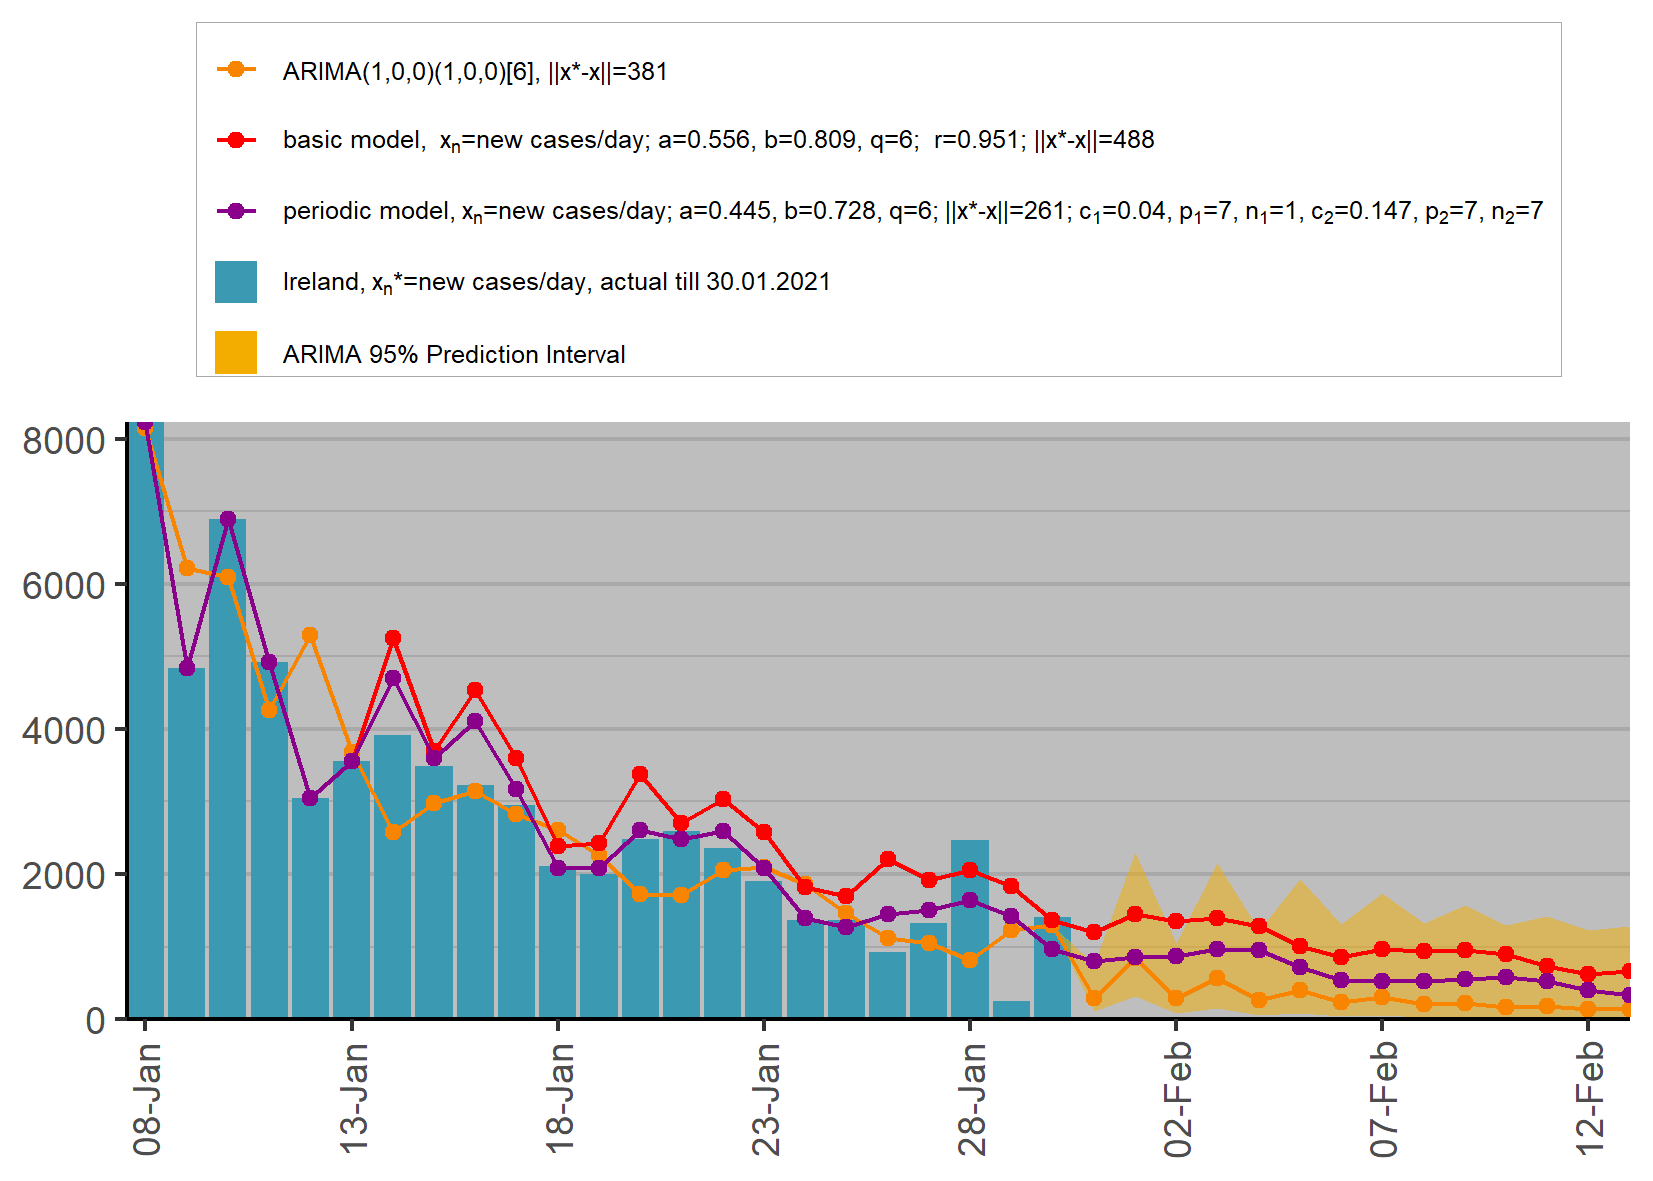 ARIMA(1,0,0)(1,0,0)[6], ||x*-x||=381
basic model, xₙ=new cases/day; a=0.556, b=0.809, q=6; r=0.951; ||x*-x||=488
periodic model, xₙ=new cases/day; a=0.445, b=0.728, q=6; ||x*-x||=261; c₁=0.04, p₁=7, n₁=1, c₂=0.147, p₂=7, n₂=7
Ireland, xₙ*=new cases/day, actual till 30.01.2021
ARIMA 95% Prediction Interval
8000
6000
4000
2000
0
08-Jan
13-Jan
18-Jan
23-Jan
28-Jan
02-Feb
07-Feb
12-Feb